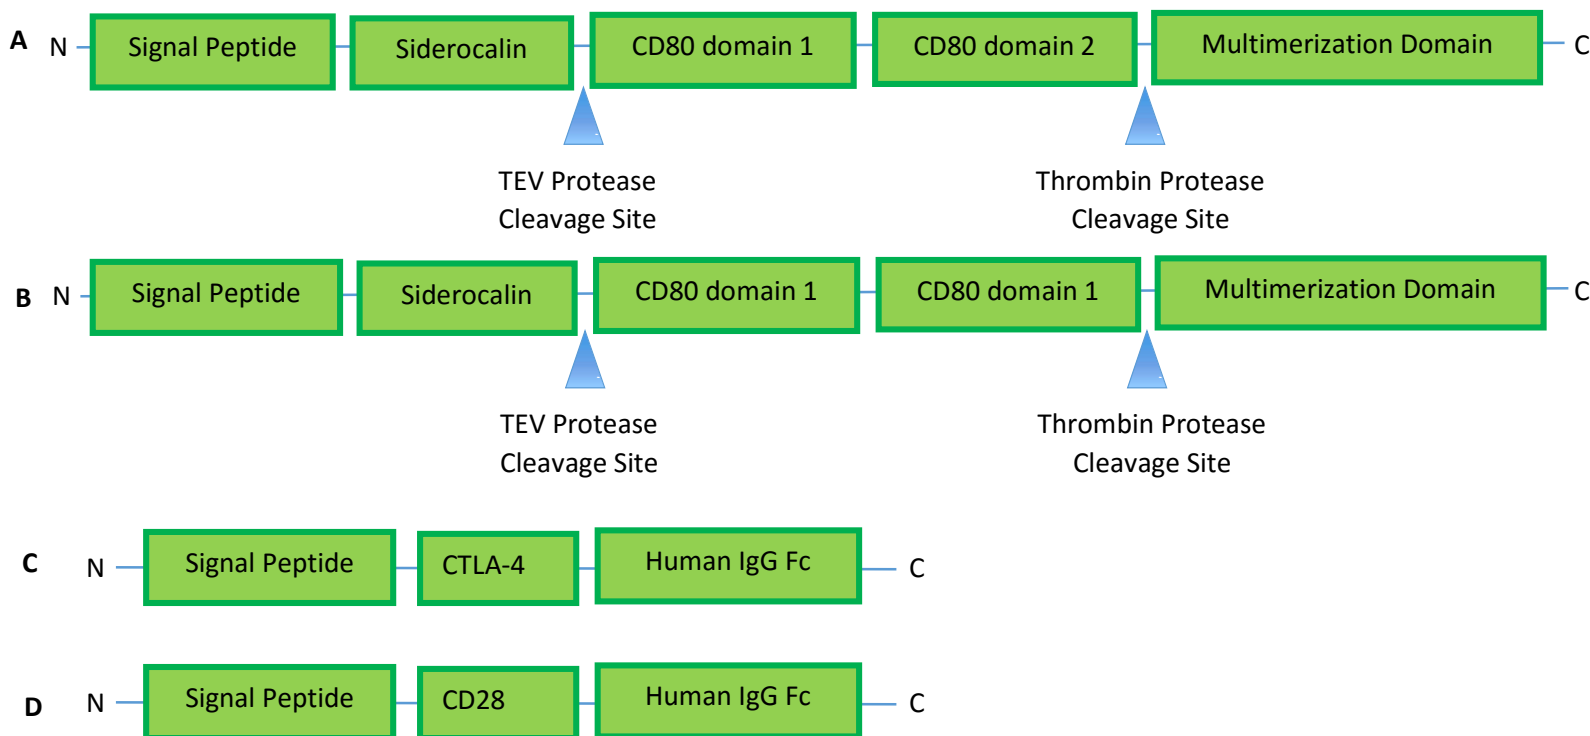 A N Signal Peptide Siderocalin CD80 domain 1 CD80 domain 2 Multimerization Domain C
TEV Protease Thrombin Protease
Cleavage Site Cleavage Site
B N Signal Peptide Siderocalin CD80 domain 1 CD80 domain 1 Multimerization Domain C
TEV Protease Thrombin Protease
Cleavage Site Cleavage Site
C N Signal Peptide CTLA-4 Human IgG Fc C
D N Signal Peptide CD28 Human IgG Fc C